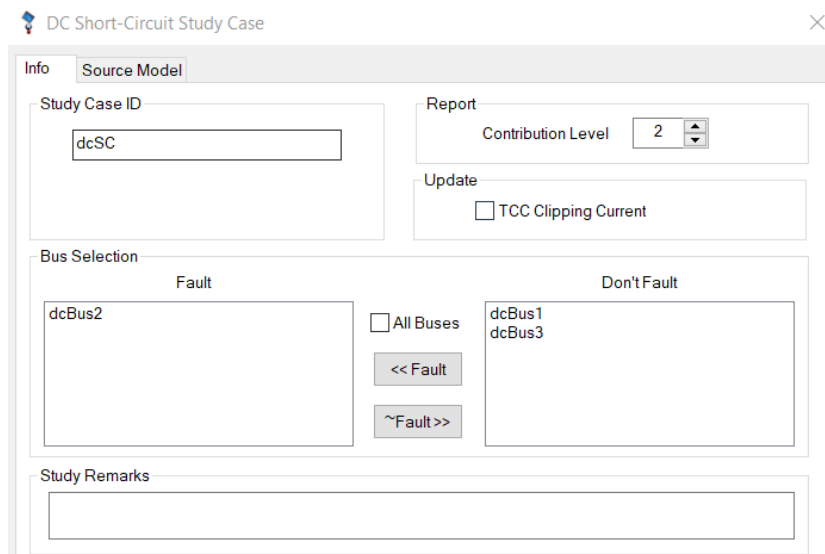 DC Short-Circuit Study Case
Info
Source Model
Study Case ID
dcSC
Report
Contribution Level
2
Update
TCC Clipping Current
Bus Selection
Fault
dcBus2
All Buses
<< Fault
~Fault >>
Don't Fault
dcBus1
dcBus3
Study Remarks